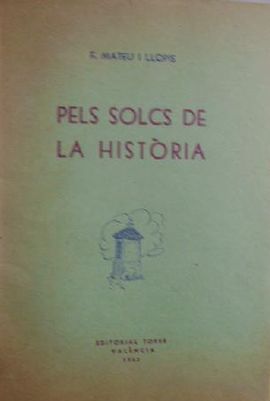 F. MATEU I LLOPIS
PELS SOLCS DE
LA HISTÒRIA
EDITORIAL TORRE
VALÈNCIA